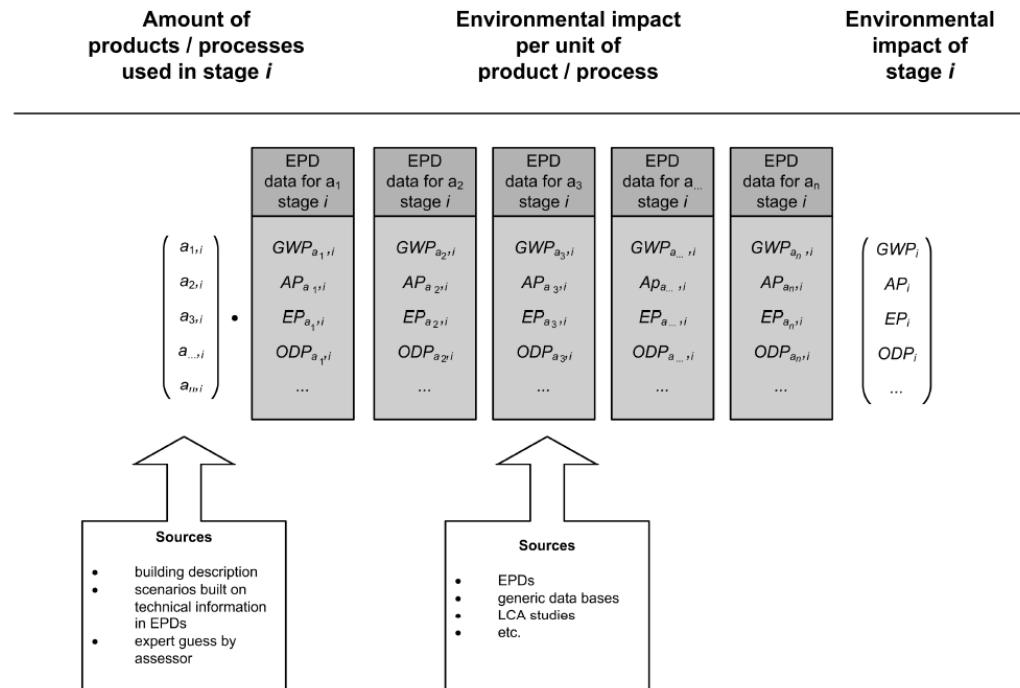 Amount of
products / processes
used in stage i
Environmental impact
per unit of
product / process
Environmental
impact of
stage i
EPD
data for a₁
stage i
EPD
data for a₂
stage i
EPD
data for a₃
stage i
EPD
data for a...
stage i
EPD
data for aₙ
stage i
a₁,i
a₂,i
a₃,i
a...,i
aₙ,i
•
GWPa₁,i
APa₁,i
EPa₁,i
ODPa₁,i
...
GWPa₂,i
APa₂,i
EPa₂,i
ODPa₂,i
...
GWPa₃,i
APa₃,i
EPa₃,i
ODPa₃,i
...
GWPa...,i
Apa...,i
EPa...,i
ODPa...,i
...
GWPaₙ,i
APaₙ,i
EPaₙ,i
ODPaₙ,i
...
GWPi
APi
EPi
ODPi
...
Sources
• building description
• scenarios built on
technical information
in EPDs
• expert guess by
assessor
Sources
• EPDs
• generic data bases
• LCA studies
• etc.